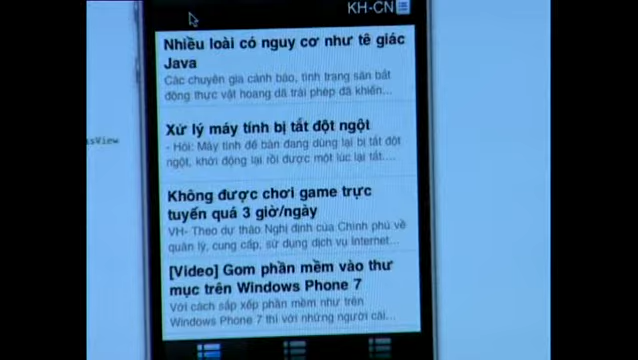 KH-CN
Nhiều loài có nguy cơ như tê giác
Java
Các chuyên gia cảnh báo, tình trạng săn bắt
động thực vật hoang dã trái phép đã khiến...
isView
Xử lý máy tính bị tắt đột ngột
- Hỏi: Máy tính để bàn đang dùng lại bị tắt đột
ngột, khởi động lại rồi được một lúc lại tắt....
Không được chơi game trực
tuyến quá 3 giờ/ngày
VH- Theo dự thảo Nghị định của Chính phủ về
quản lý, cung cấp, sử dụng dịch vụ Internet...
[Video] Gom phần mềm vào thư
mục trên Windows Phone 7
Với cách sắp xếp phần mềm như trên
Windows Phone 7 thì với những người cài...